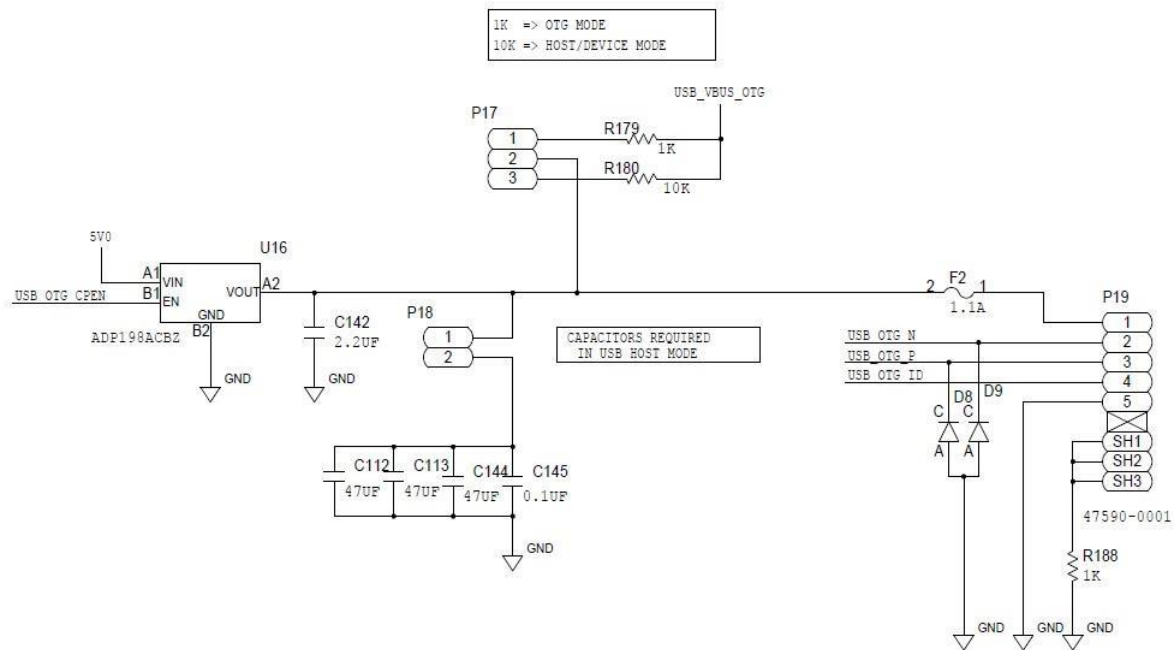 1K => OTG MODE
10K => HOST/DEVICE MODE
USB_VBUS_OTG
P17
1
2
3
R179
1K
R180
10K
5V0
U16
A1
VIN
B1
EN
VOUT
A2
GND
B2
USB_OTG_CPEN
ADP198ACBZ
GND
C142
2.2UF
GND
P18
1
2
CAPACITORS REQUIRED
IN USB HOST MODE
C112
47UF
C113
47UF
C144
47UF
C145
0.1UF
GND
2
F2
1
1.1A
P19
1
2
3
4
5
SH1
SH2
SH3
47590-0001
USB_OTG_N
USB_OTG_P
USB_OTG_ID
D8
D9
C
C
A
A
R188
1K
GND
GND
GND